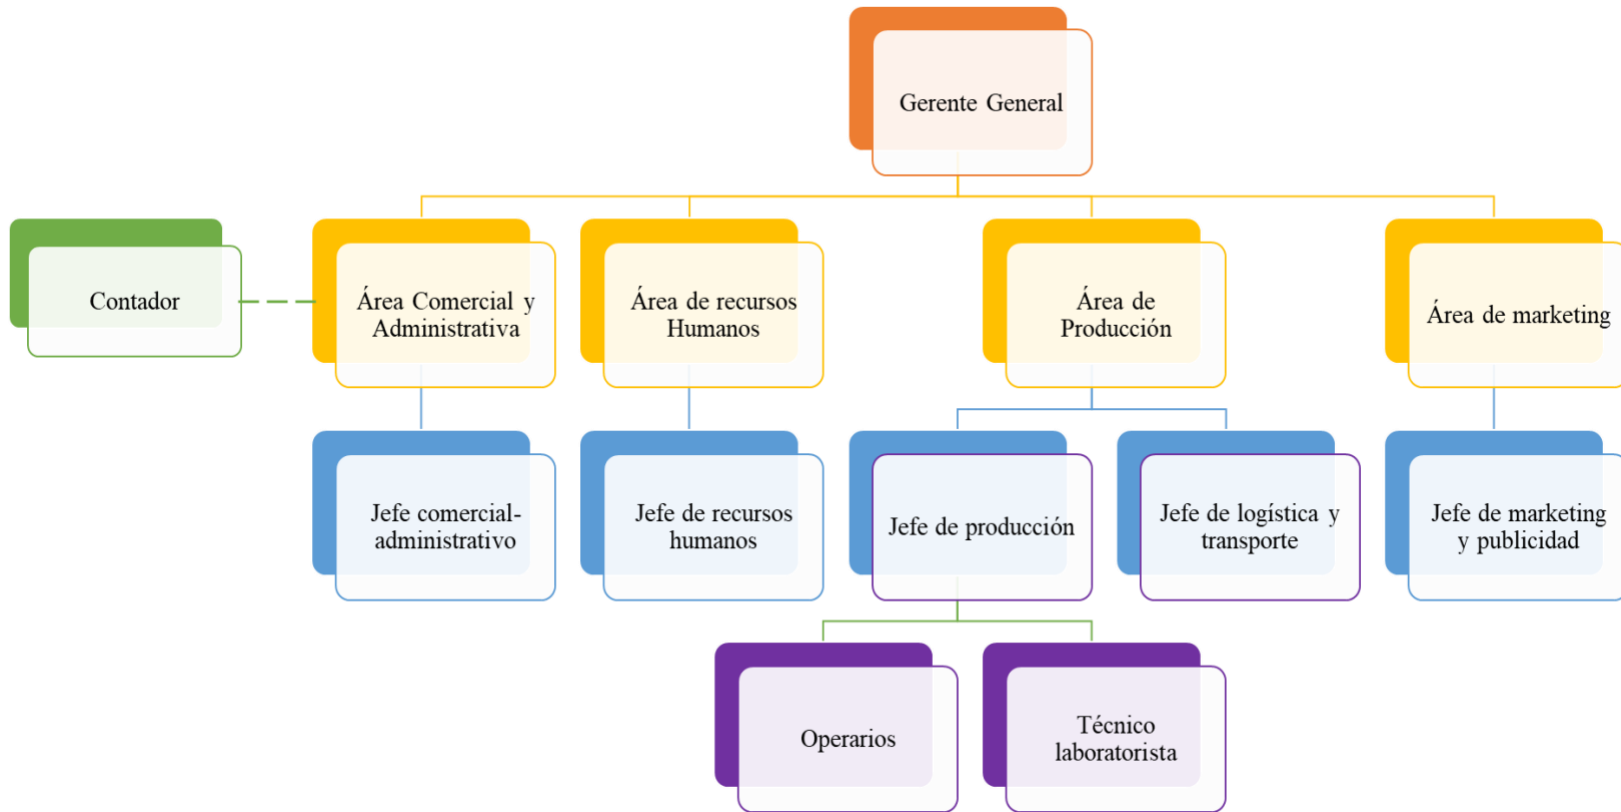 Gerente General
Contador
Área Comercial y
Administrativa
Área de recursos
Humanos
Área de
Producción
Área de marketing
Jefe comercial-
administrativo
Jefe de recursos
humanos
Jefe de producción
Jefe de logística y
transporte
Jefe de marketing
y publicidad
Operarios
Técnico
laboratorista